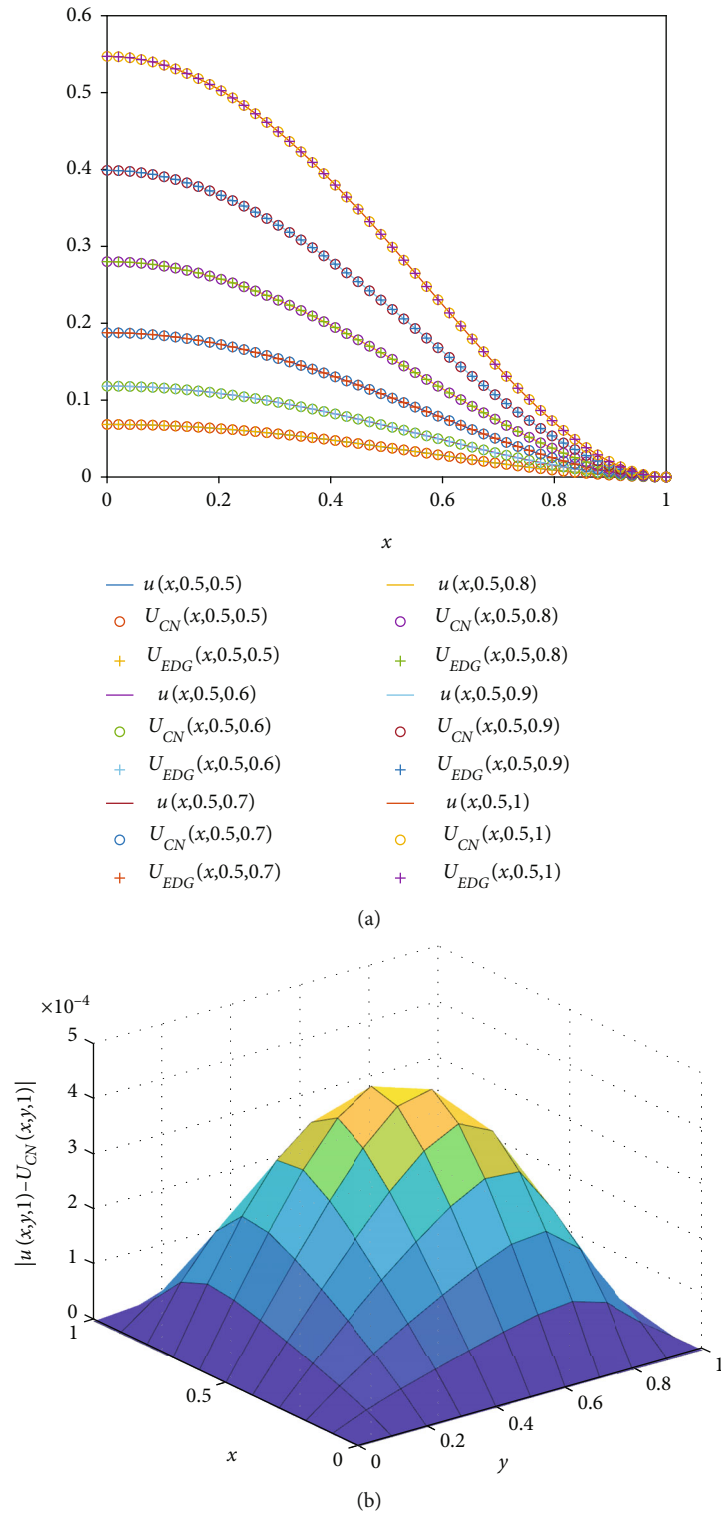 0.6
0.5
0.4
0.3
0.2
0.1
0
0 0.2 0.4 0.6 0.8 1
x
u(x,0.5,0.5)
U_CN(x,0.5,0.5)
U_EDG(x,0.5,0.5)
u(x,0.5,0.6)
U_CN(x,0.5,0.6)
U_EDG(x,0.5,0.6)
u(x,0.5,0.7)
U_CN(x,0.5,0.7)
U_EDG(x,0.5,0.7)
u(x,0.5,0.8)
U_CN(x,0.5,0.8)
U_EDG(x,0.5,0.8)
u(x,0.5,0.9)
U_CN(x,0.5,0.9)
U_EDG(x,0.5,0.9)
u(x,0.5,1)
U_CN(x,0.5,1)
U_EDG(x,0.5,1)
(a)
×10⁻⁴
5
4
3
2
1
0
|u(x,y,1)–U_CN(x,y,1)|
1
0.5
0
x
0
0.2
0.4
0.6
0.8
1
y
(b)